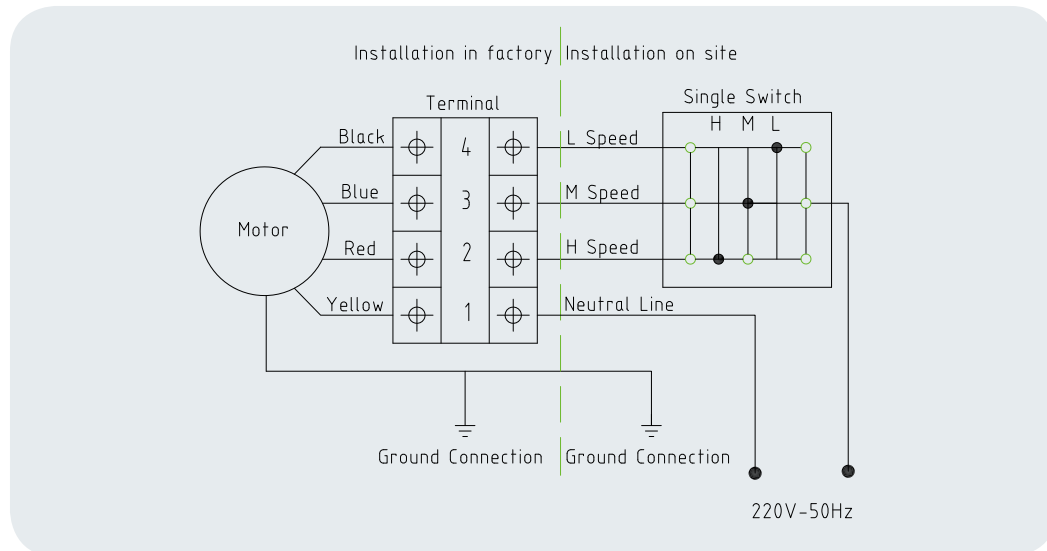 Installation in factory Installation on site
Single Switch
Terminal
H M L
Black 4 L Speed
Blue 3 M Speed
Motor
Red 2 H Speed
Yellow 1 Neutral Line
Ground Connection Ground Connection
220V-50Hz